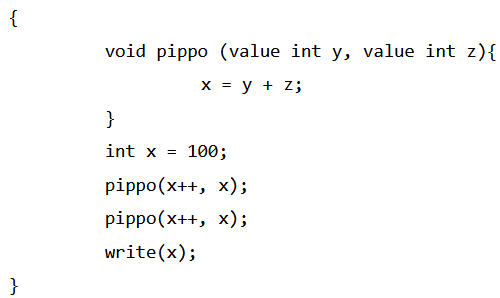 {
void pippo (value int y, value int z){
x = y + z;
}
int x = 100;
pippo(x++, x);
pippo(x++, x);
write(x);
}